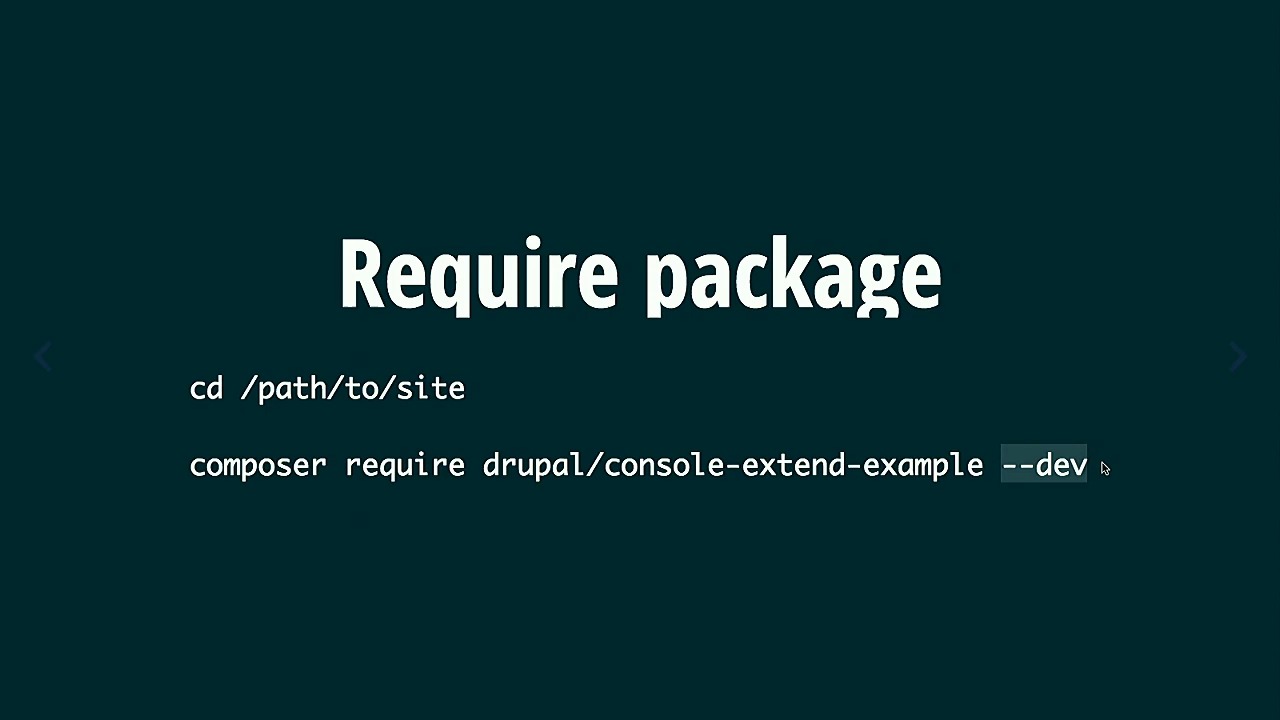 Require package
cd /path/to/site
composer require drupal/console-extend-example --dev